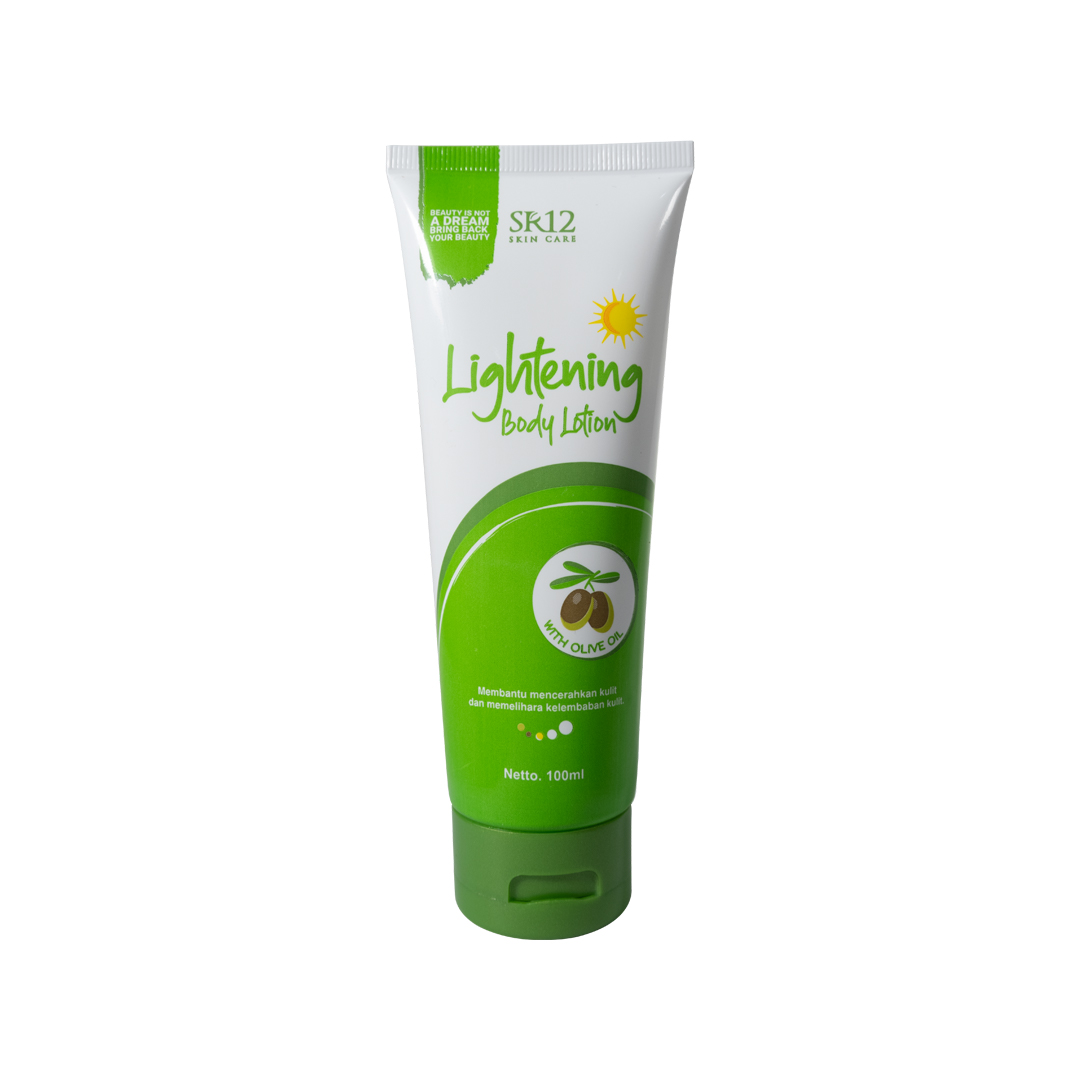 BEAUTY IS NOT
A DREAM
BRING BACK
YOUR BEAUTY
SR12
SKIN CARE
Lightening
Body Lotion
WITH OLIVE OIL
Membantu mencerahkan kulit
dan memelihara kelembaban kulit.
Netto. 100ml